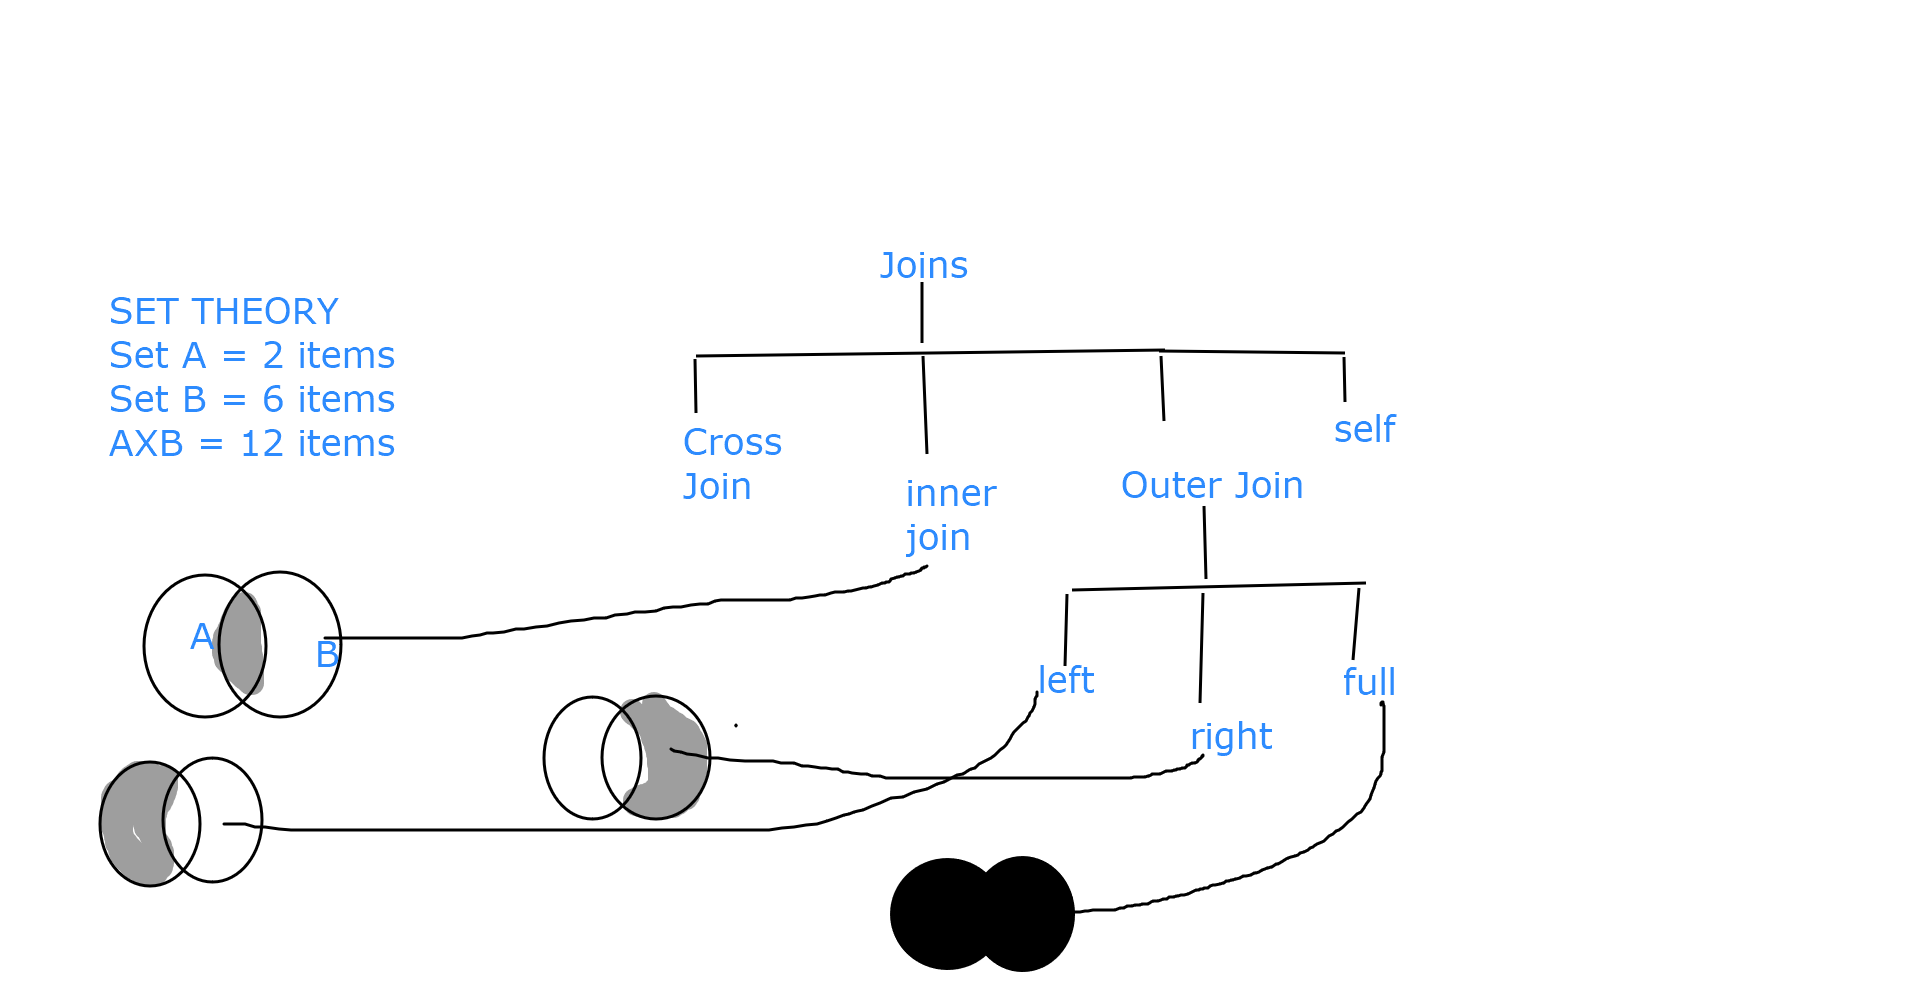 Joins
SET THEORY
Set A = 2 items
Set B = 6 items
AXB = 12 items
Cross
Join
inner
join
Outer Join
self
A
B
left
right
full